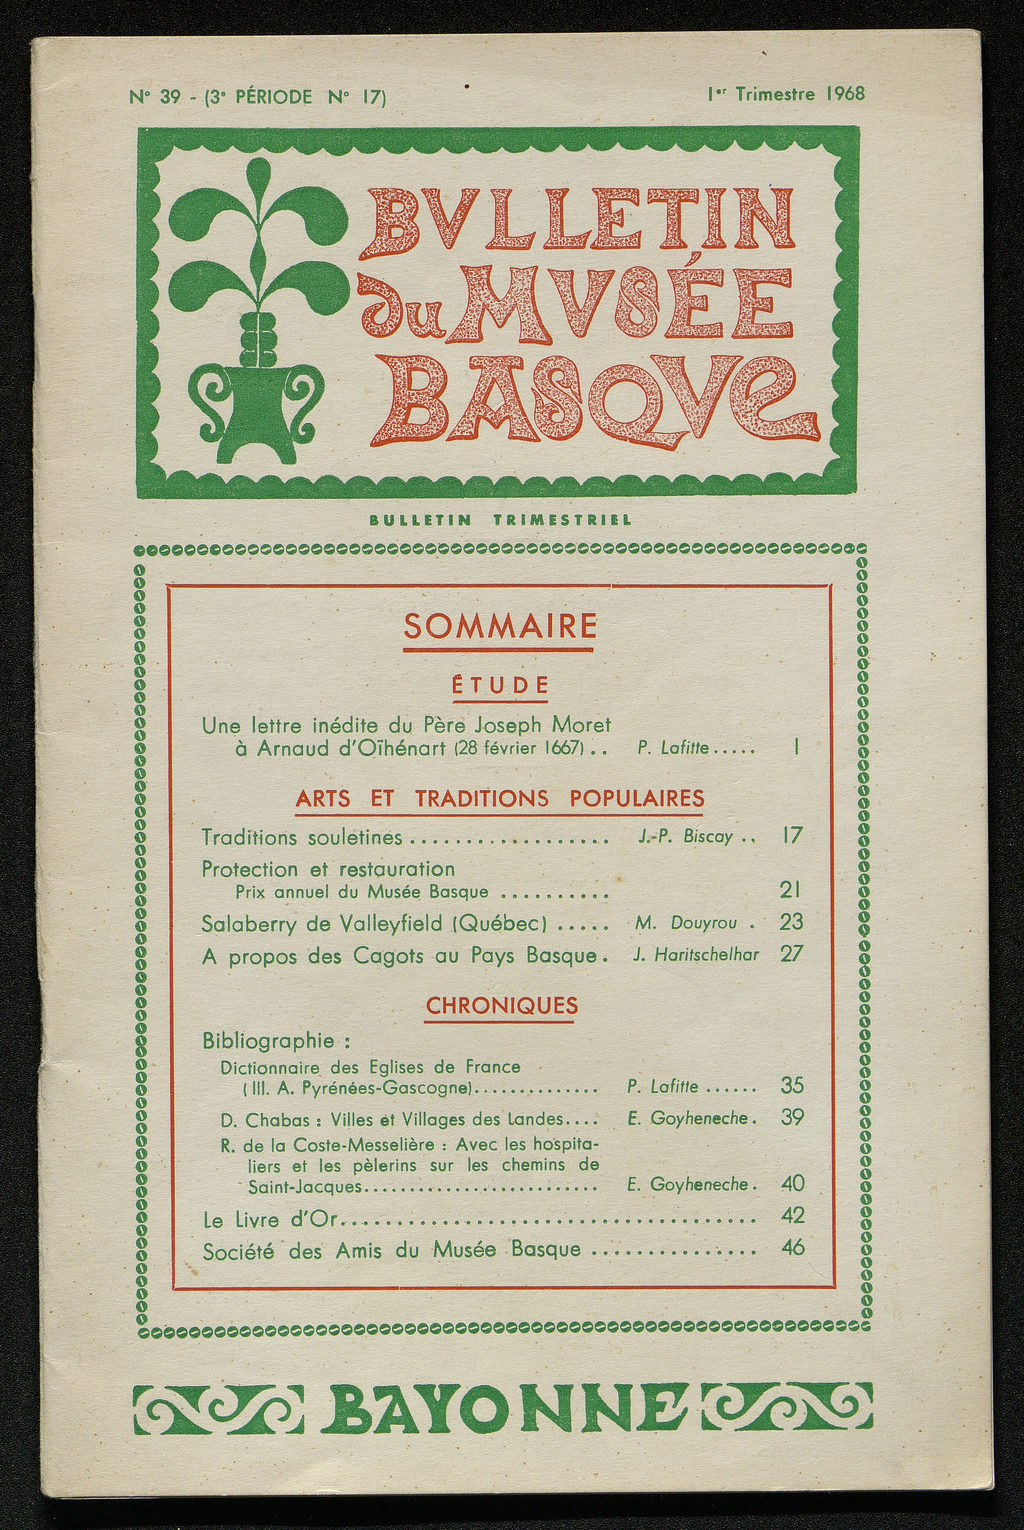 N° 39 - (3e PÉRIODE N° 17)
1er Trimestre 1968
BVLLETIN
du MVSÉE
BASQVE
BULLETIN TRIMESTRIEL
SOMMAIRE
ÉTUDE
Une lettre inédite du Père Joseph Moret
à Arnaud d'Oïhénart (28 février 1667) .. P. Lafitte ..... 1
ARTS ET TRADITIONS POPULAIRES
Traditions souletines .................. J.-P. Biscay .. 17
Protection et restauration
Prix annuel du Musée Basque .......... 21
Salaberry de Valleyfield (Québec) ..... M. Douyrou . 23
A propos des Cagots au Pays Basque. J. Haritschelhar 27
CHRONIQUES
Bibliographie :
Dictionnaire des Eglises de France
(III. A. Pyrénées-Gascogne).............. P. Lafitte ...... 35
D. Chabas : Villes et Villages des Landes.... E. Goyheneche. 39
R. de la Coste-Messelière : Avec les hospita-
liers et les pèlerins sur les chemins de
Saint-Jacques.......................... E. Goyheneche. 40
Le Livre d'Or..................................... 42
Société des Amis du Musée Basque ............... 46
BAYONNE